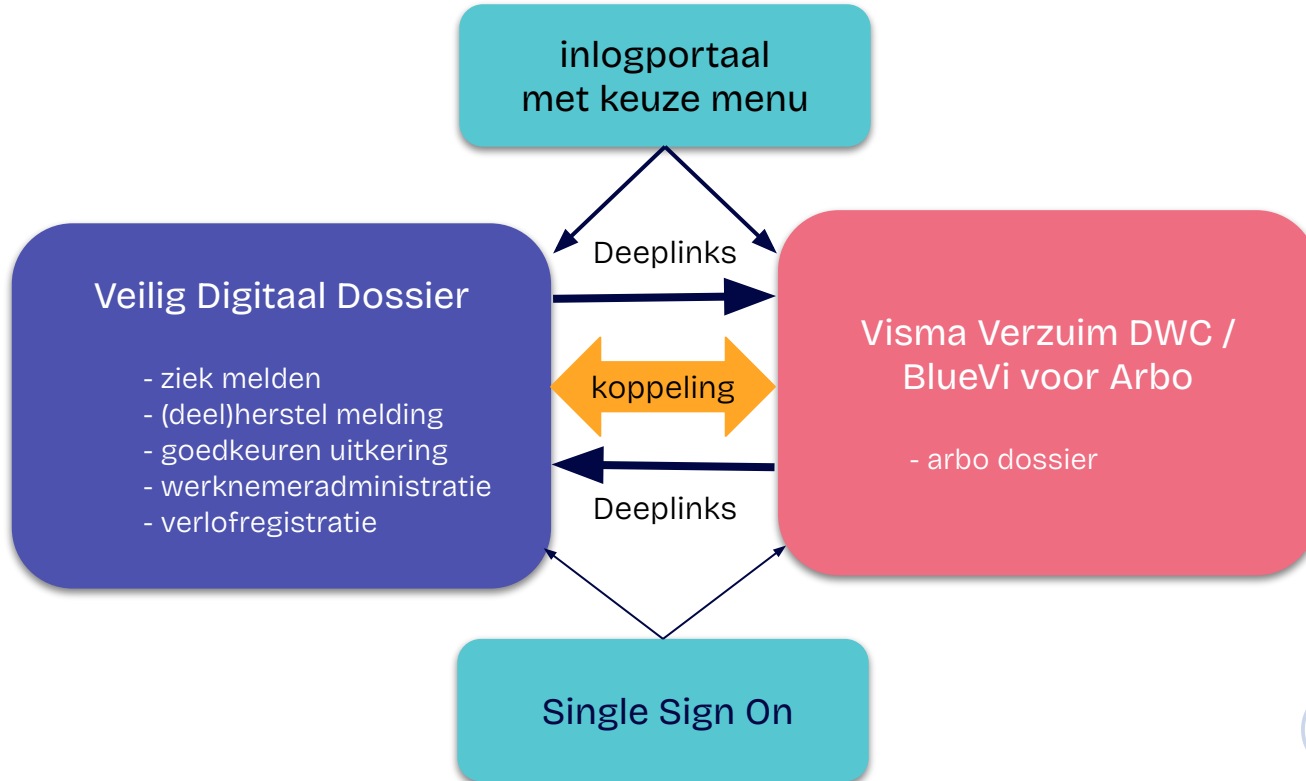 inlogportaal
met keuze menu
Veilig Digitaal Dossier
- ziek melden
- (deel)herstel melding
- goedkeuren uitkering
- werknemeradministratie
- verlofregistratie
Deeplinks
koppeling
Deeplinks
Visma Verzuim DWC /
BlueVi voor Arbo
- arbo dossier
Single Sign On